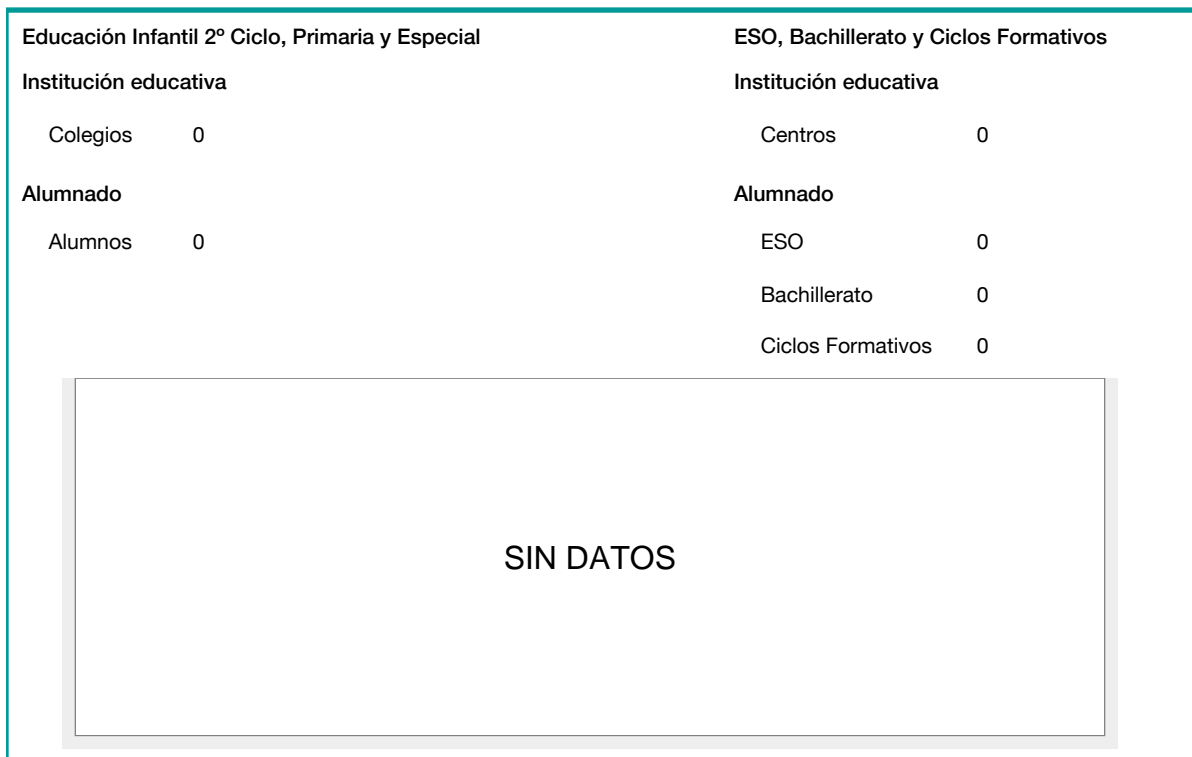 Educación Infantil 2º Ciclo, Primaria y Especial
Institución educativa
Colegios 0
Alumnado
Alumnos 0
ESO, Bachillerato y Ciclos Formativos
Institución educativa
Centros 0
Alumnado
ESO 0
Bachillerato 0
Ciclos Formativos 0
SIN DATOS